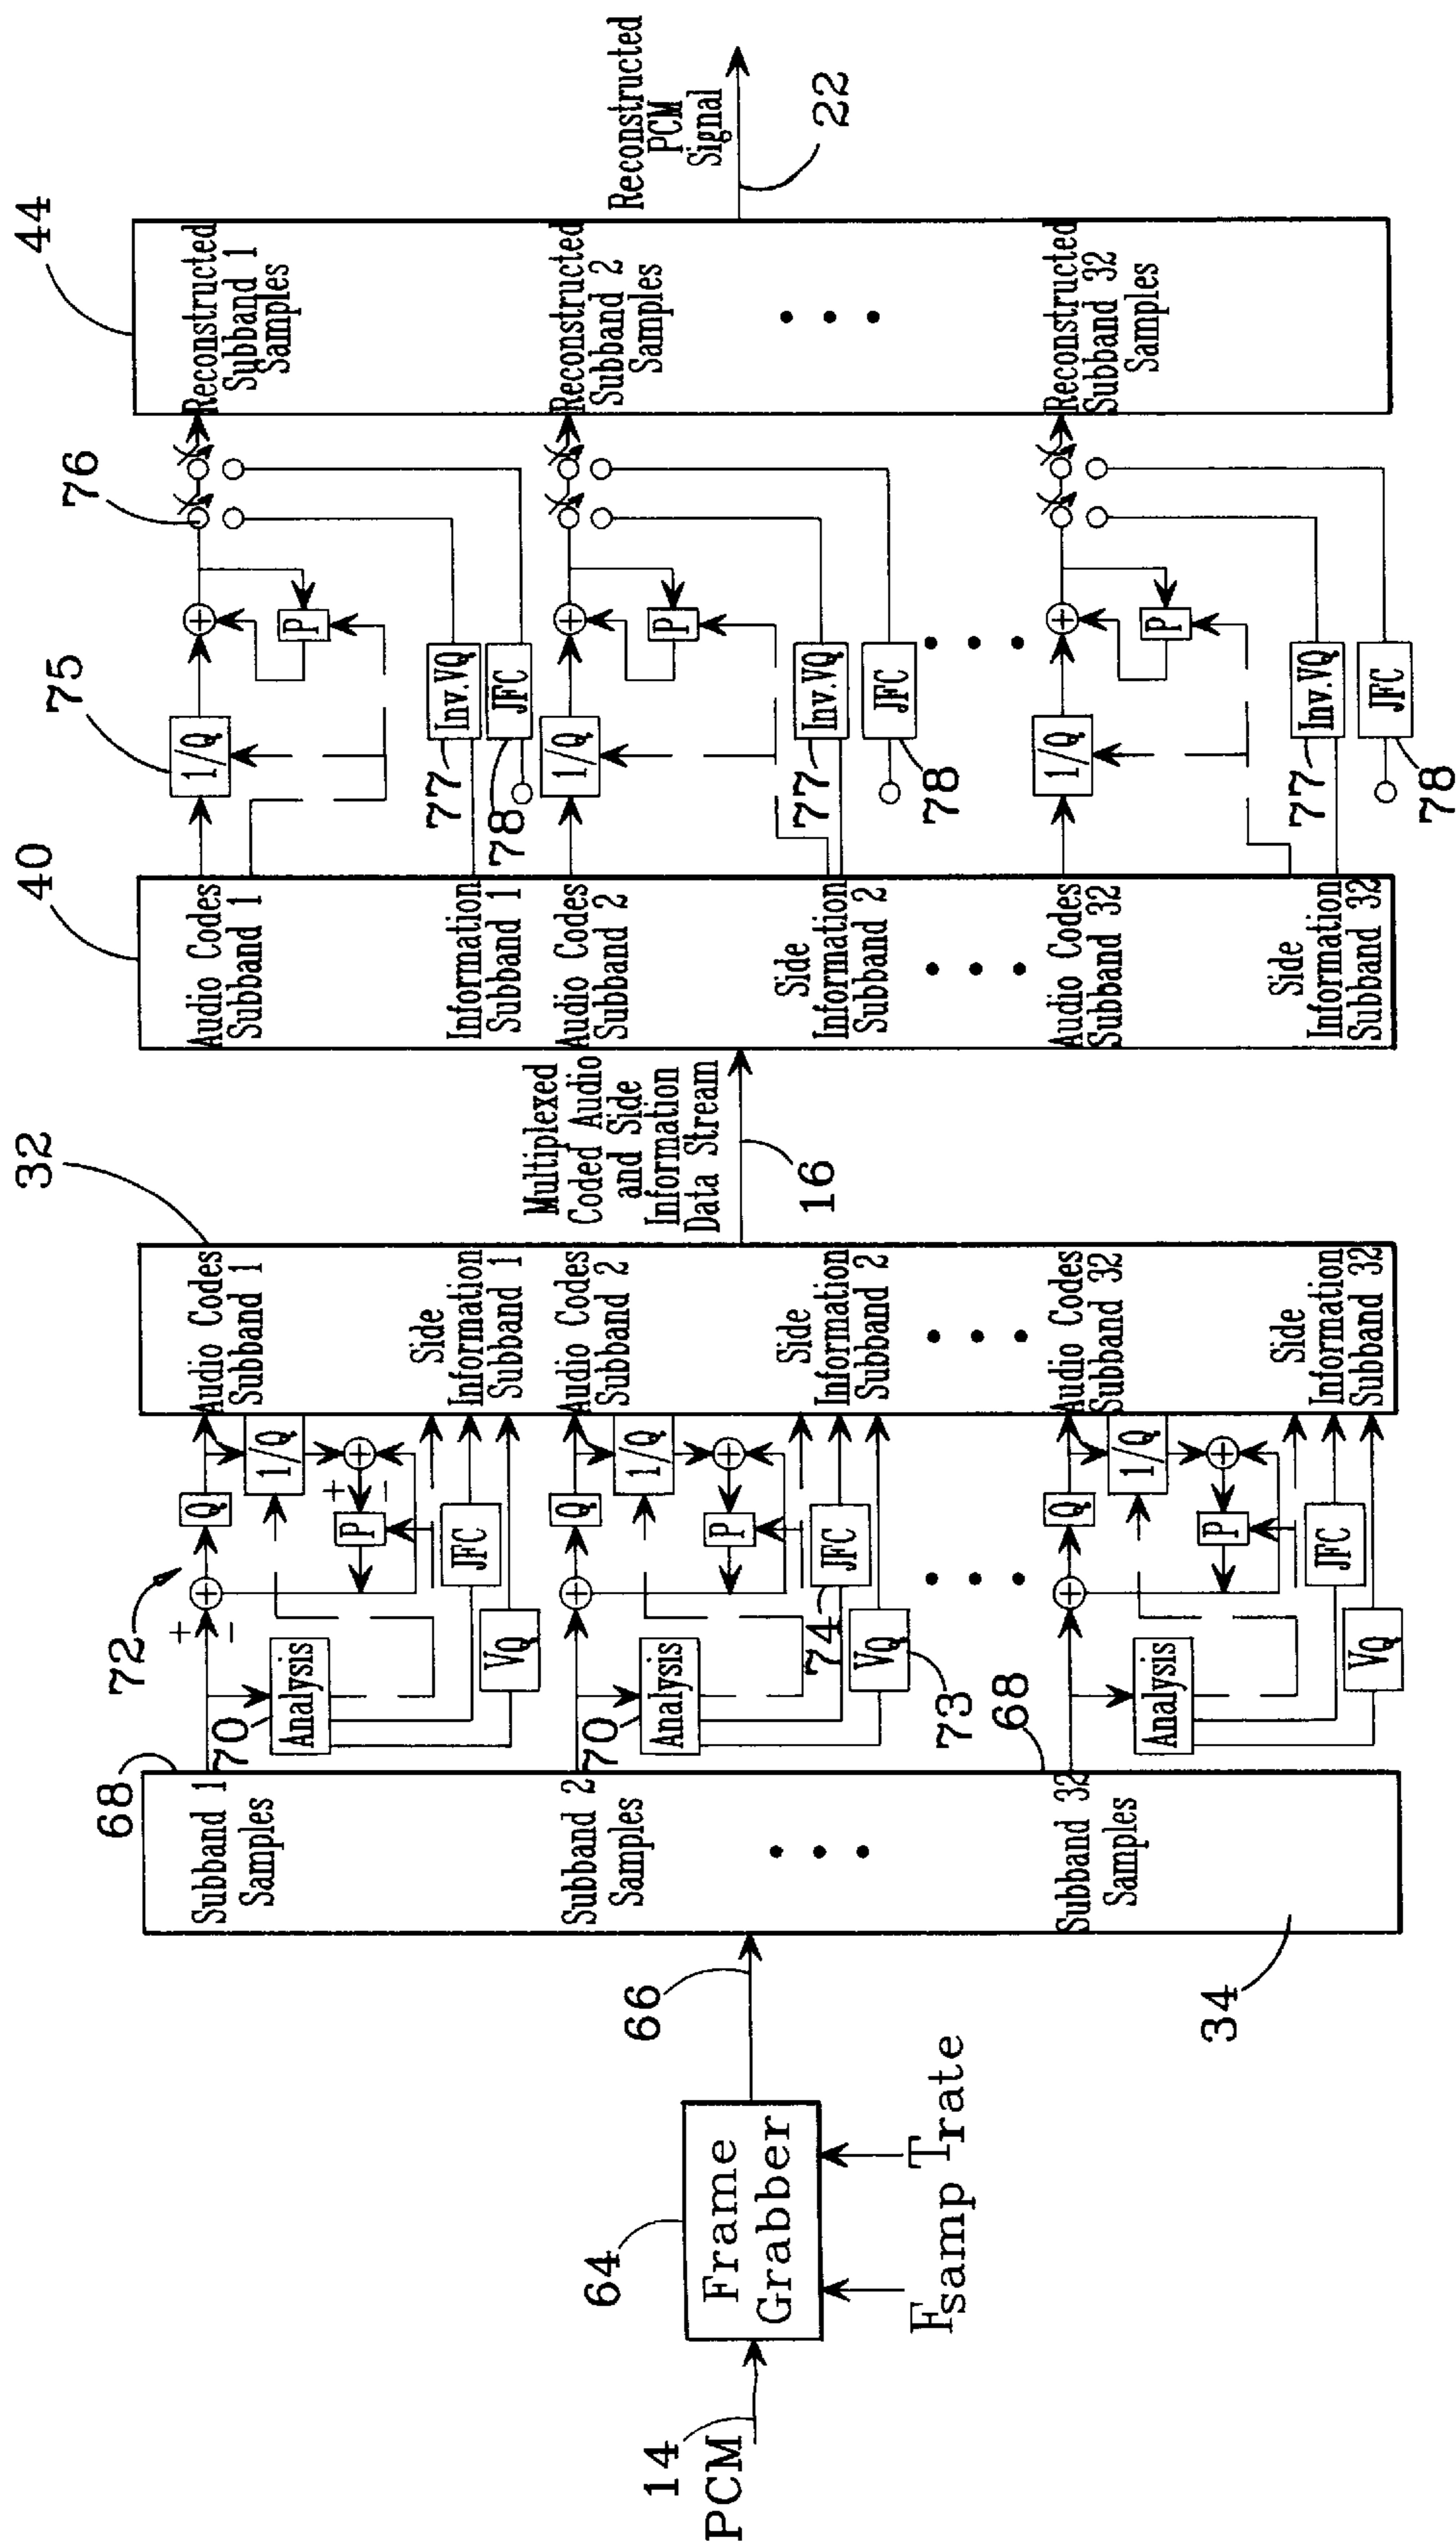 14
PCM
64
Frame
Grabber
Fsamp Trate
66
34
68
Subband 1
Samples
Subband 2
Samples
• • •
Subband 32
Samples
68
72
+
−
70
Analysis
Q
1/Q
+
+
+
−
P
JFC
VQ
70
Analysis
Q
1/Q
+
+
P
74
JFC
73
VQ
• • •
Analysis
Q
1/Q
+
+
P
JFC
VQ
32
Audio Codes
Subband 1
Side
Information
Subband 1
Audio Codes
Subband 2
Side
Information
Subband 2
• • •
Audio Codes
Subband 32
Side
Information
Subband 32
Multiplexed
Coded Audio
and Side
Information
Data Stream
16
40
Audio Codes
Subband 1
Information
Subband 1
Audio Codes
Subband 2
Side
Information
Subband 2
• • •
Audio Codes
Subband 32
Side
Information
Subband 32
75
1/Q
+
P
76
77
Inv.VQ
78
JFC
1/Q
+
P
77
Inv.VQ
78
JFC
• • •
1/Q
+
P
77
Inv.VQ
78
JFC
44
Reconstructed
Subband 1
Samples
Reconstructed
Subband 2
Samples
• • •
Reconstructed
Subband 32
Samples
Reconstructed
PCM
Signal
22